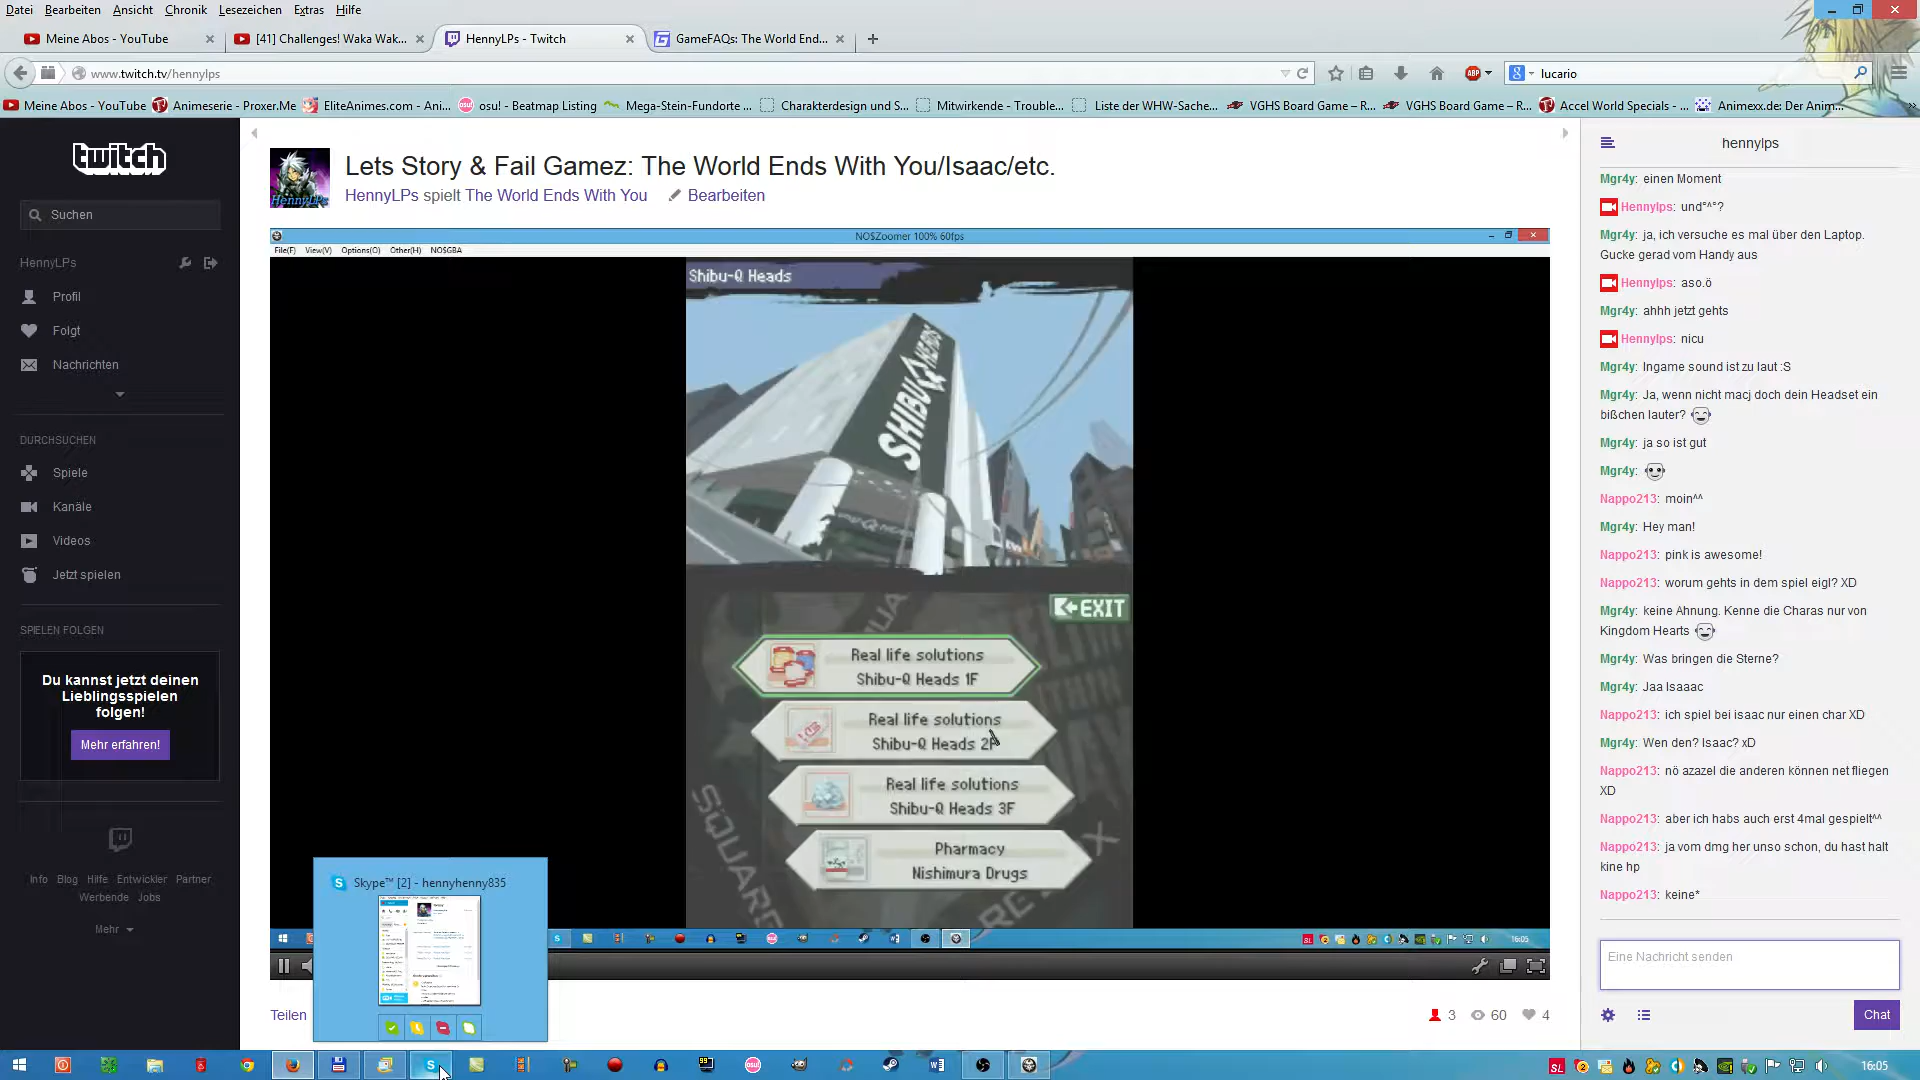 Datei Bearbeiten Ansicht Chronik Lesezeichen Extras Hilfe
Meine Abos - YouTube
[41] Challenges! Waka Wak...
HennyLPs - Twitch
GameFAQs: The World End...
www.twitch.tv/hennylps
lucario
Meine Abos - YouTube
Animeserie - Proxer.Me
EliteAnimes.com - Ani...
osu! - Beatmap Listing
Mega-Stein-Fundorte ...
Charakterdesign und S...
Mitwirkende - Trouble...
Liste der WHW-Sache...
VGHS Board Game – R...
VGHS Board Game – R...
Accel World Specials - ...
Animexx.de: Der Anim...
twitch
Suchen
HennyLPs
Profil
Folgt
Nachrichten
DURCHSUCHEN
Spiele
Kanäle
Videos
Jetzt spielen
SPIELEN FOLGEN
Du kannst jetzt deinen
Lieblingsspielen
folgen!
Mehr erfahren!
Info Blog Hilfe Entwickler Partner
Werbende Jobs
Mehr
HennyLPs
Lets Story & Fail Gamez: The World Ends With You/Isaac/etc.
HennyLPs spielt The World Ends With You
Bearbeiten
NO$Zoomer 100% 60fps
File(F) View(V) Options(O) Other(H) NO$GBA
Shibu-Q Heads
SHIBU Q HEADS
EXIT
Real life solutions
Shibu-Q Heads 1F
Real life solutions
Shibu-Q Heads 2F
Real life solutions
Shibu-Q Heads 3F
Pharmacy
Nishimura Drugs
16:05
Skype™ [2] - hennyhenny835
Teilen
3 60 4
hennylps
Mgr4y: einen Moment
Hennylps: und°^°?
Mgr4y: ja, ich versuche es mal über den Laptop.
Gucke gerad vom Handy aus
Hennylps: aso.ö
Mgr4y: ahhh jetzt gehts
Hennylps: nicu
Mgr4y: Ingame sound ist zu laut :S
Mgr4y: Ja, wenn nicht macj doch dein Headset ein
bißchen lauter?
Mgr4y: ja so ist gut
Mgr4y:
Nappo213: moin^^
Mgr4y: Hey man!
Nappo213: pink is awesome!
Nappo213: worum gehts in dem spiel eigl? XD
Mgr4y: keine Ahnung. Kenne die Charas nur von
Kingdom Hearts
Mgr4y: Was bringen die Sterne?
Mgr4y: Jaa Isaaac
Nappo213: ich spiel bei isaac nur einen char XD
Mgr4y: Wen den? Isaac? xD
Nappo213: nö azazel die anderen können net fliegen
XD
Nappo213: aber ich habs auch erst 4mal gespielt^^
Nappo213: ja vom dmg her unso schon, du hast halt
kine hp
Nappo213: keine*
Eine Nachricht senden
Chat
16:05